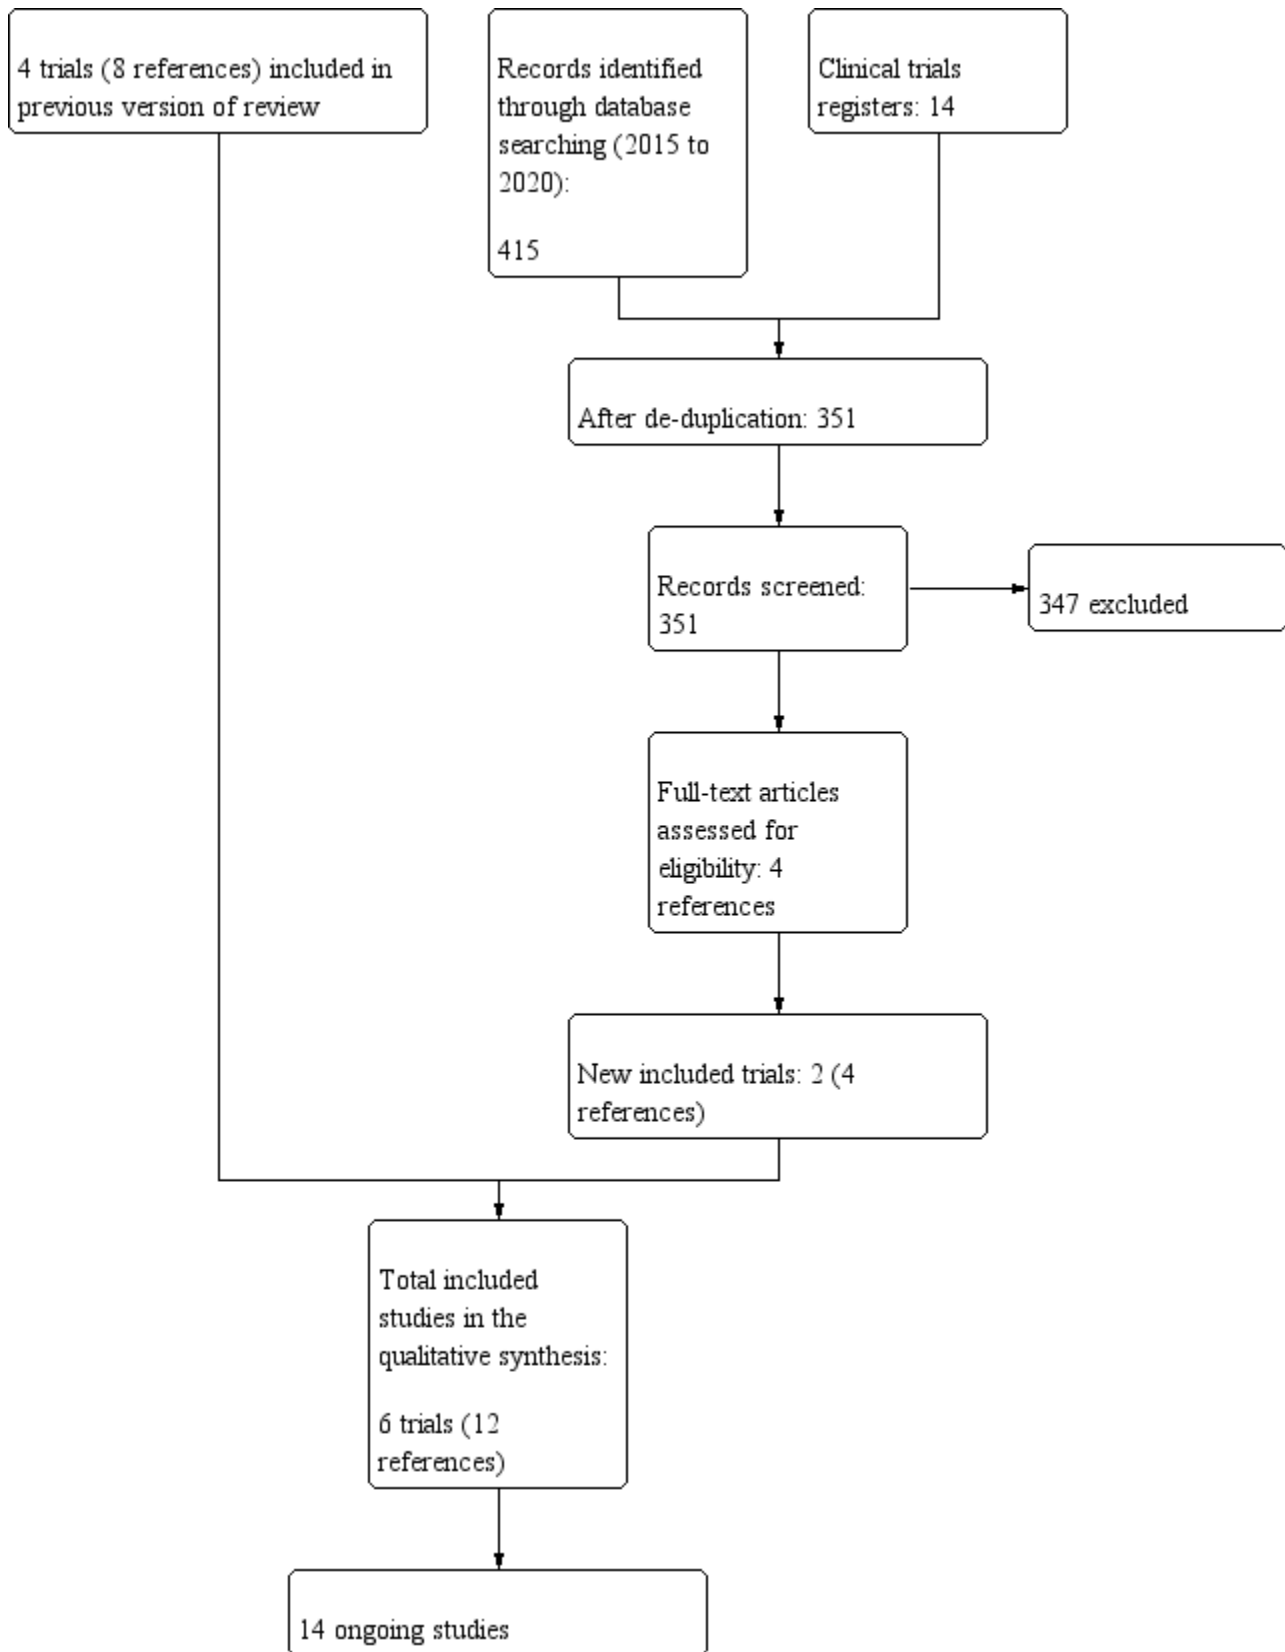 4 trials (8 references) included in
previous version of review
Records identified
through database
searching (2015 to
2020):
415
Clinical trials
registers: 14
After de-duplication: 351
Records screened:
351
347 excluded
Full-text articles
assessed for
eligibility: 4
references
New included trials: 2 (4
references)
Total included
studies in the
qualitative synthesis:
6 trials (12
references)
14 ongoing studies